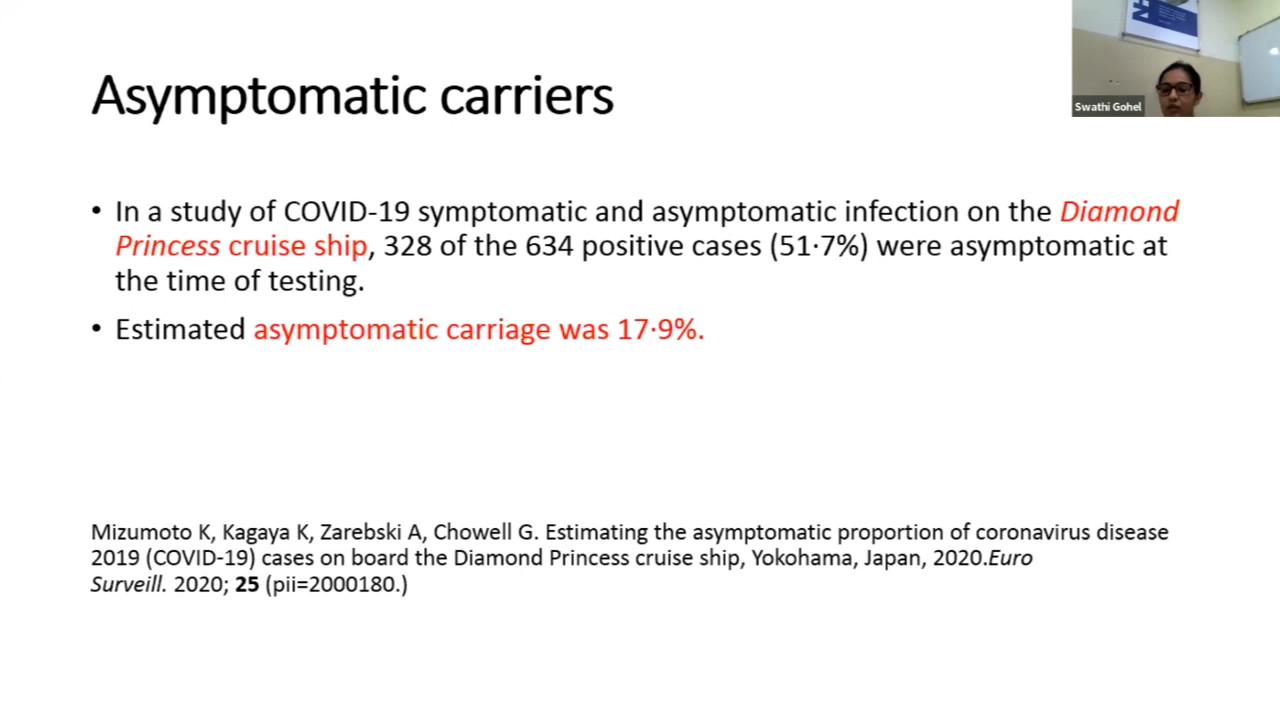 Asymptomatic carriers
Swathi Gohel
• In a study of COVID-19 symptomatic and asymptomatic infection on the Diamond
Princess cruise ship, 328 of the 634 positive cases (51·7%) were asymptomatic at
the time of testing.
• Estimated asymptomatic carriage was 17·9%.
Mizumoto K, Kagaya K, Zarebski A, Chowell G. Estimating the asymptomatic proportion of coronavirus disease
2019 (COVID-19) cases on board the Diamond Princess cruise ship, Yokohama, Japan, 2020.Euro
Surveill. 2020; 25 (pii=2000180.)